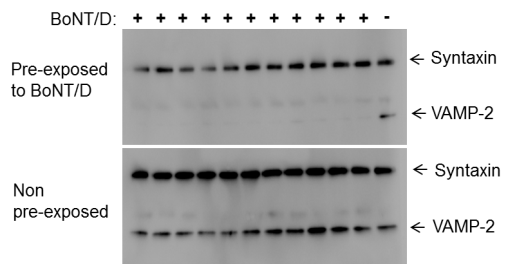 BoNT/D: + + + + + + + + + + + -
Pre-exposed
to BoNT/D
← Syntaxin
← VAMP-2
Non
pre-exposed
← Syntaxin
← VAMP-2